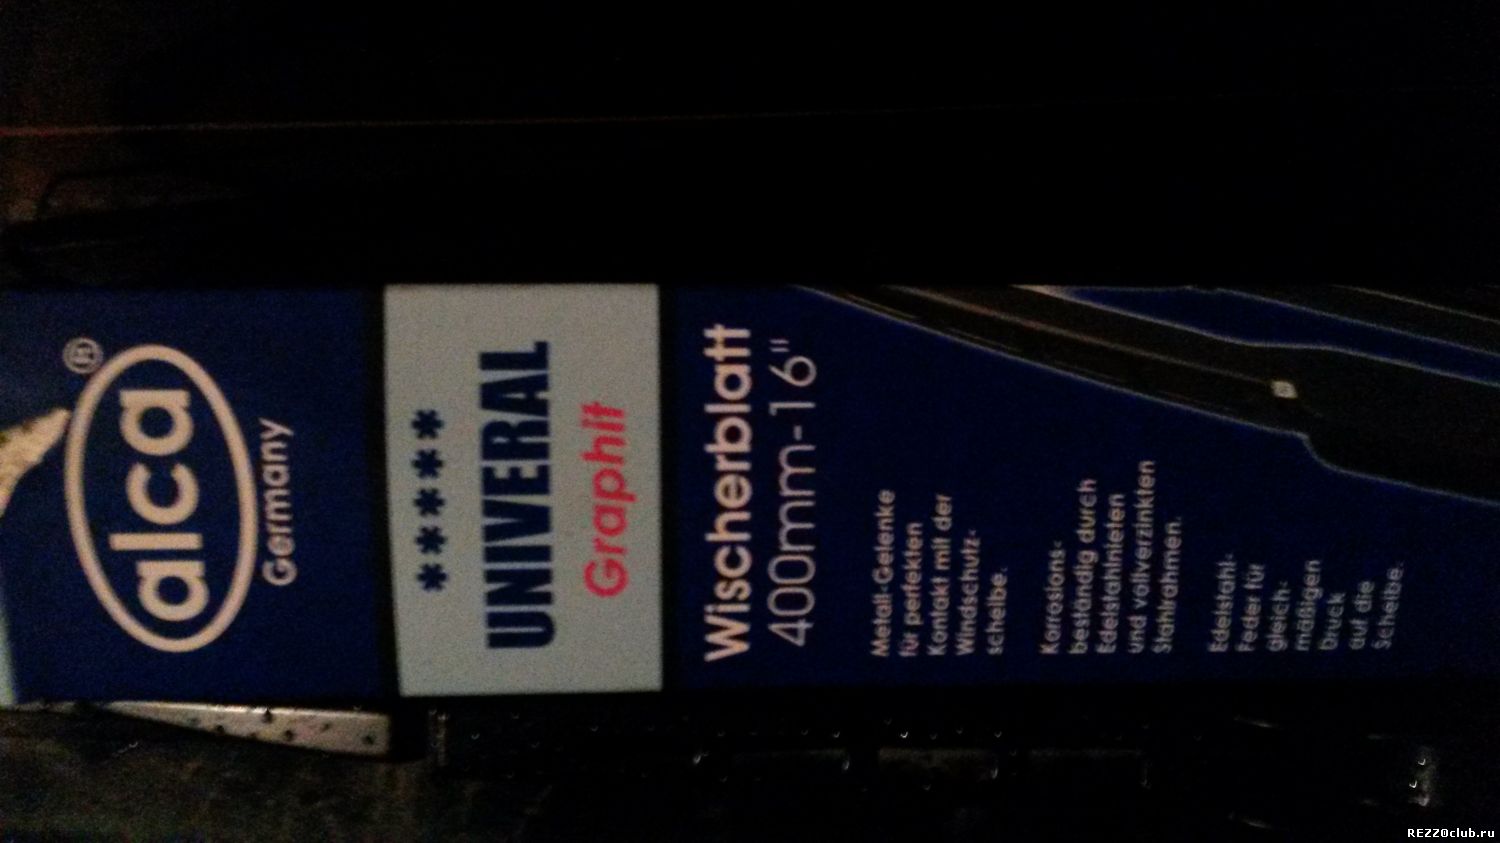 alca®
Germany
*****
UNIVERAL
Graphit
Wischerblatt
400mm-16"
Metall-Gelenke
für perfekten
Kontakt mit der
Windschutz-
scheibe.
Korrosions-
beständig durch
Edelstahlnieten
und vollverzinkten
Stahlrahmen.
Edelstahl-
Feder für
gleich-
mäßigen
Druck
auf die
Scheibe.
REZZOclub.ru